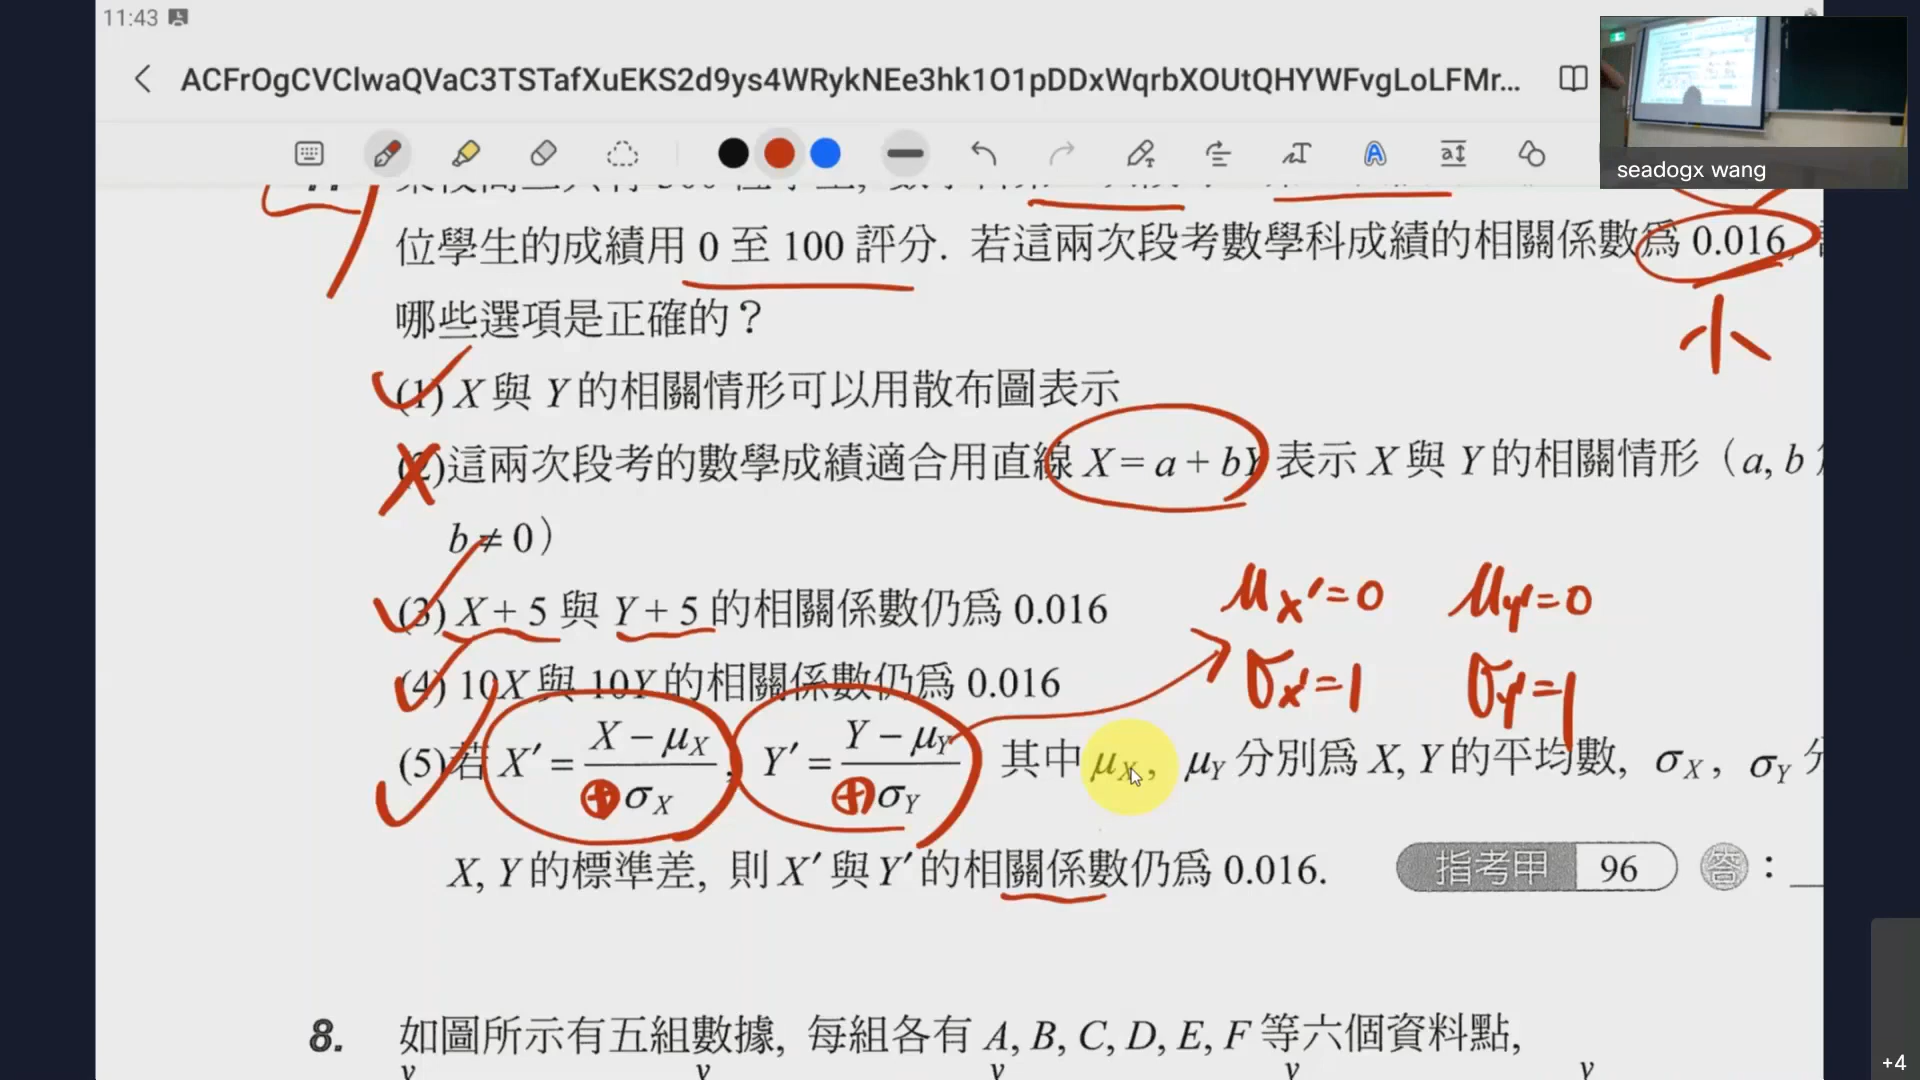 11:43
ACFrOgCVClwaQVaC3TSTafXuEKS2d9ys4WRykNEe3hk1O1pDDxWqrbXOUtQHYWFvgLoLFMr...
seadogx wang
位學生的成績用 0 至 100 評分. 若這兩次段考數學科成績的相關係數爲 0.016,
小
哪些選項是正確的？
(1) X 與 Y 的相關情形可以用散布圖表示
(2)這兩次段考的數學成績適合用直線 X = a + bY 表示 X 與 Y 的相關情形（a, b
b ≠ 0）
μx'=0 μy'=0
(3) X + 5 與 Y + 5 的相關係數仍爲 0.016
σx'=1 σy'=1
(4) 10X 與 10Y 的相關係數仍爲 0.016
(5)若 X′ = (X − μX)/(+σX), Y′ = (Y − μY)/(+σY) 其中 μX, μY 分別爲 X, Y 的平均數, σX, σY 分
X, Y 的標準差, 則 X′ 與 Y′ 的相關係數仍爲 0.016. 指考甲 96 答：
8. 如圖所示有五組數據, 每組各有 A, B, C, D, E, F 等六個資料點,
y y y y y
+4